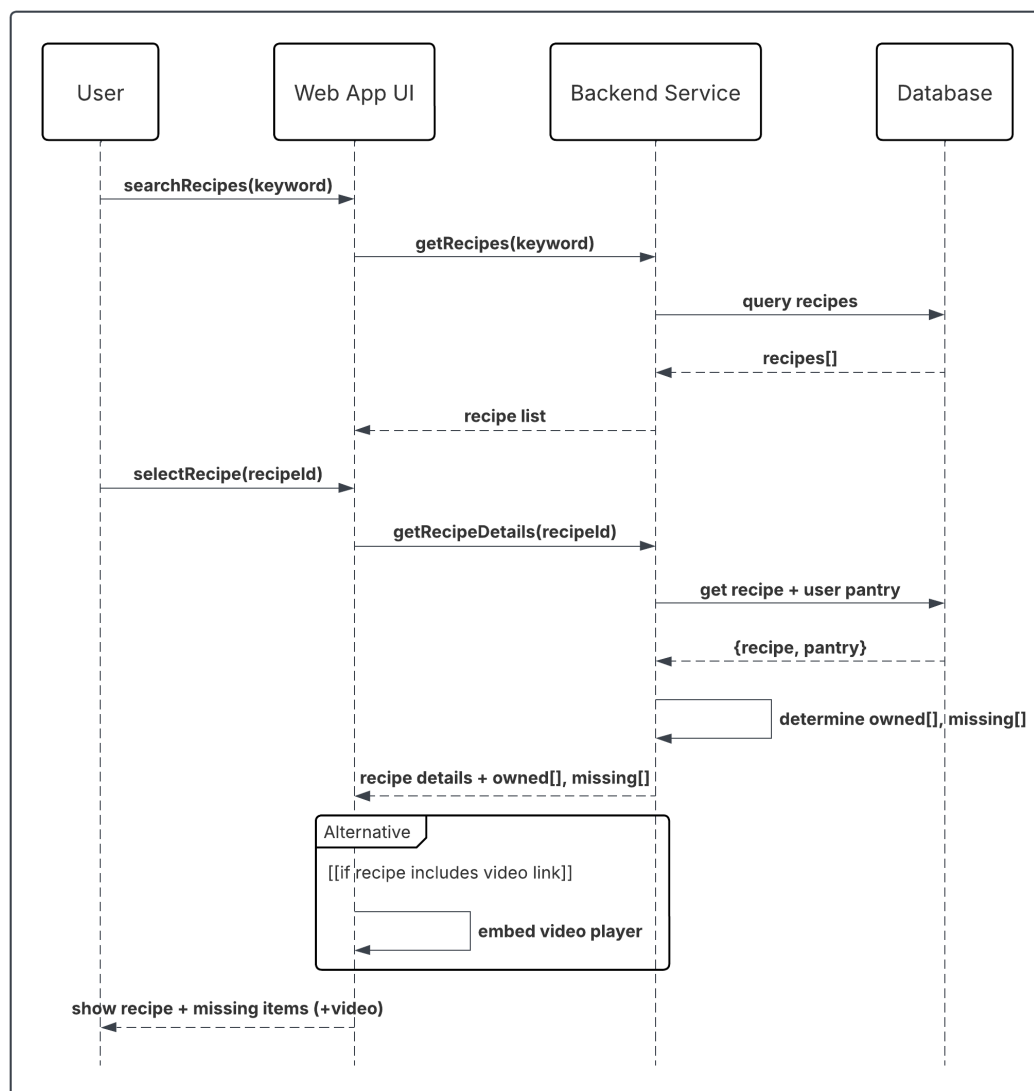 User
Web App UI
Backend Service
Database
searchRecipes(keyword)
getRecipes(keyword)
query recipes
recipes[]
recipe list
selectRecipe(recipeId)
getRecipeDetails(recipeId)
get recipe + user pantry
{recipe, pantry}
determine owned[], missing[]
recipe details + owned[], missing[]
Alternative
[[if recipe includes video link]]
embed video player
show recipe + missing items (+video)